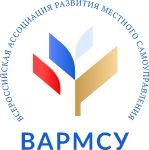 ВСЕРОССИЙСКАЯ АССОЦИАЦИЯ РАЗВИТИЯ МЕСТНОГО САМОУПРАВЛЕНИЯ
ВАРМСУ